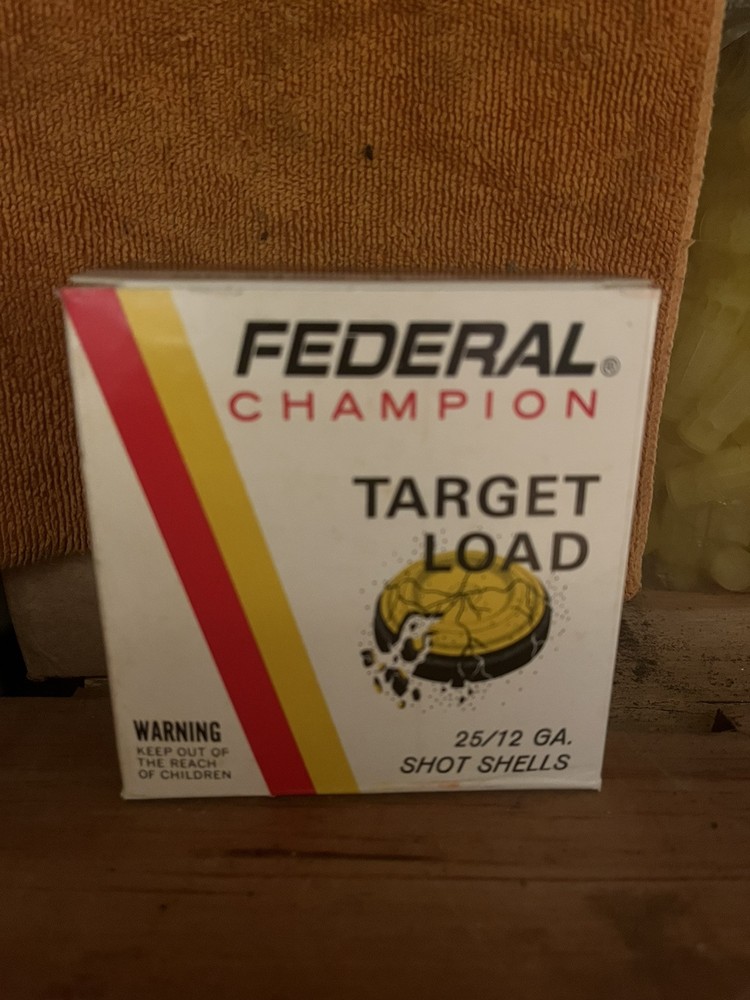 FEDERAL®
CHAMPION
TARGET
LOAD
WARNING
KEEP OUT OF
THE REACH
OF CHILDREN
25/12 GA.
SHOT SHELLS